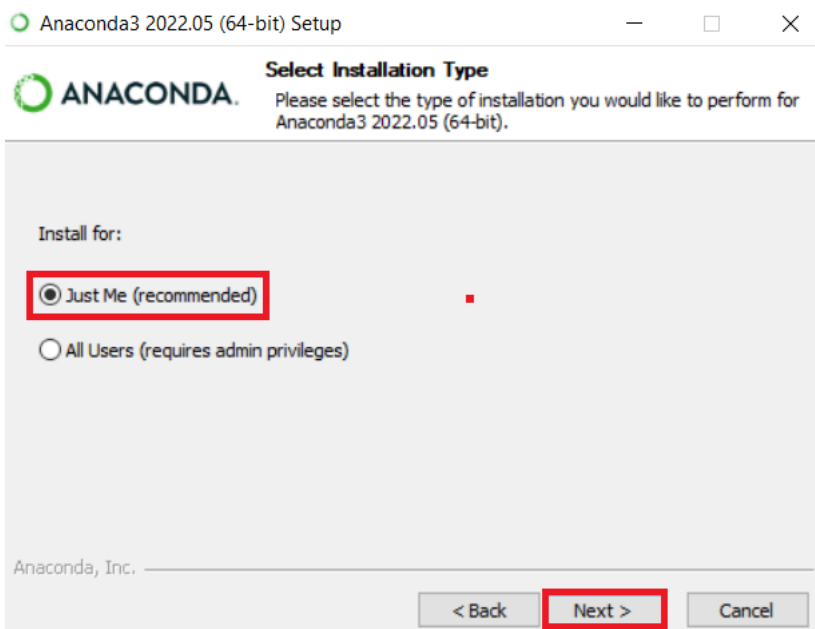 Anaconda3 2022.05 (64-bit) Setup
ANACONDA.
Select Installation Type
Please select the type of installation you would like to perform for
Anaconda3 2022.05 (64-bit).
Install for:
Just Me (recommended)
All Users (requires admin privileges)
Anaconda, Inc.
< Back Next > Cancel